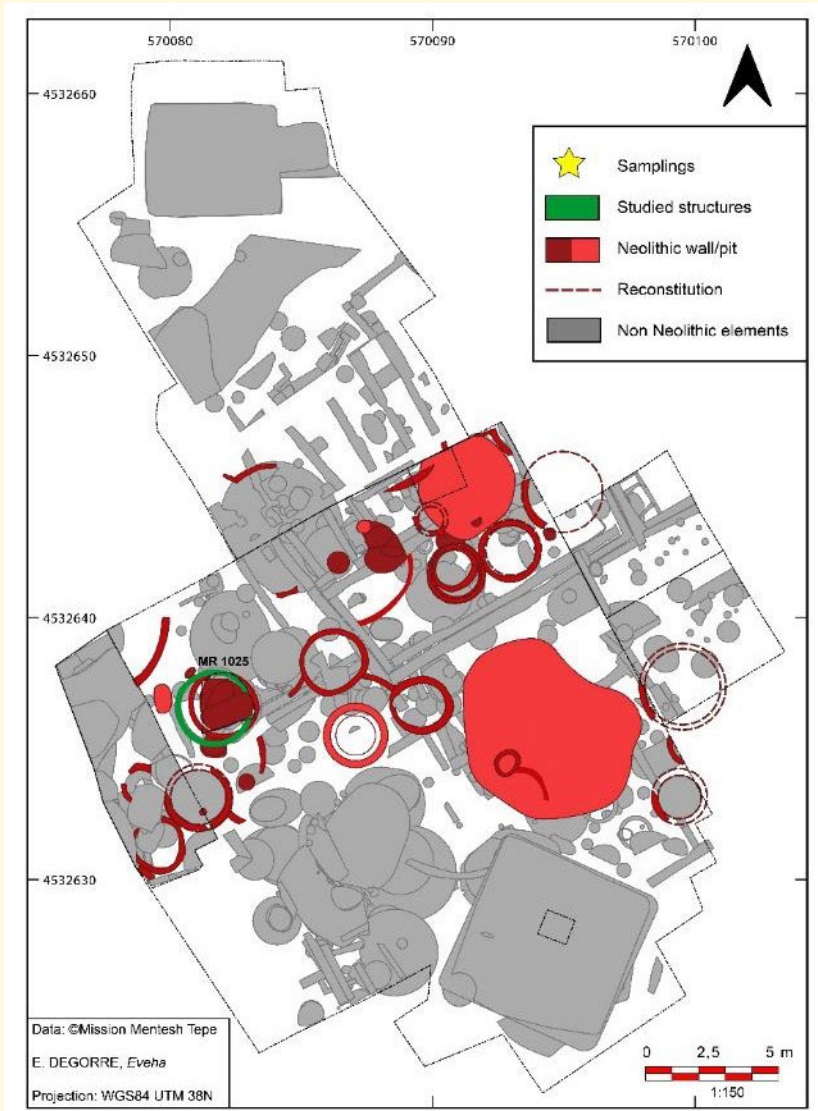 570080 570090 570100
4532660
Samplings
Studied structures
Neolithic wall/pit
Reconstitution
Non Neolithic elements
4532650
4532640
MR 1025
4532630
Data: ©Mission Mentesh Tepe
E. DEGORRE, Eveha
Projection: WGS84 UTM 38N
0 2,5 5 m
1:150